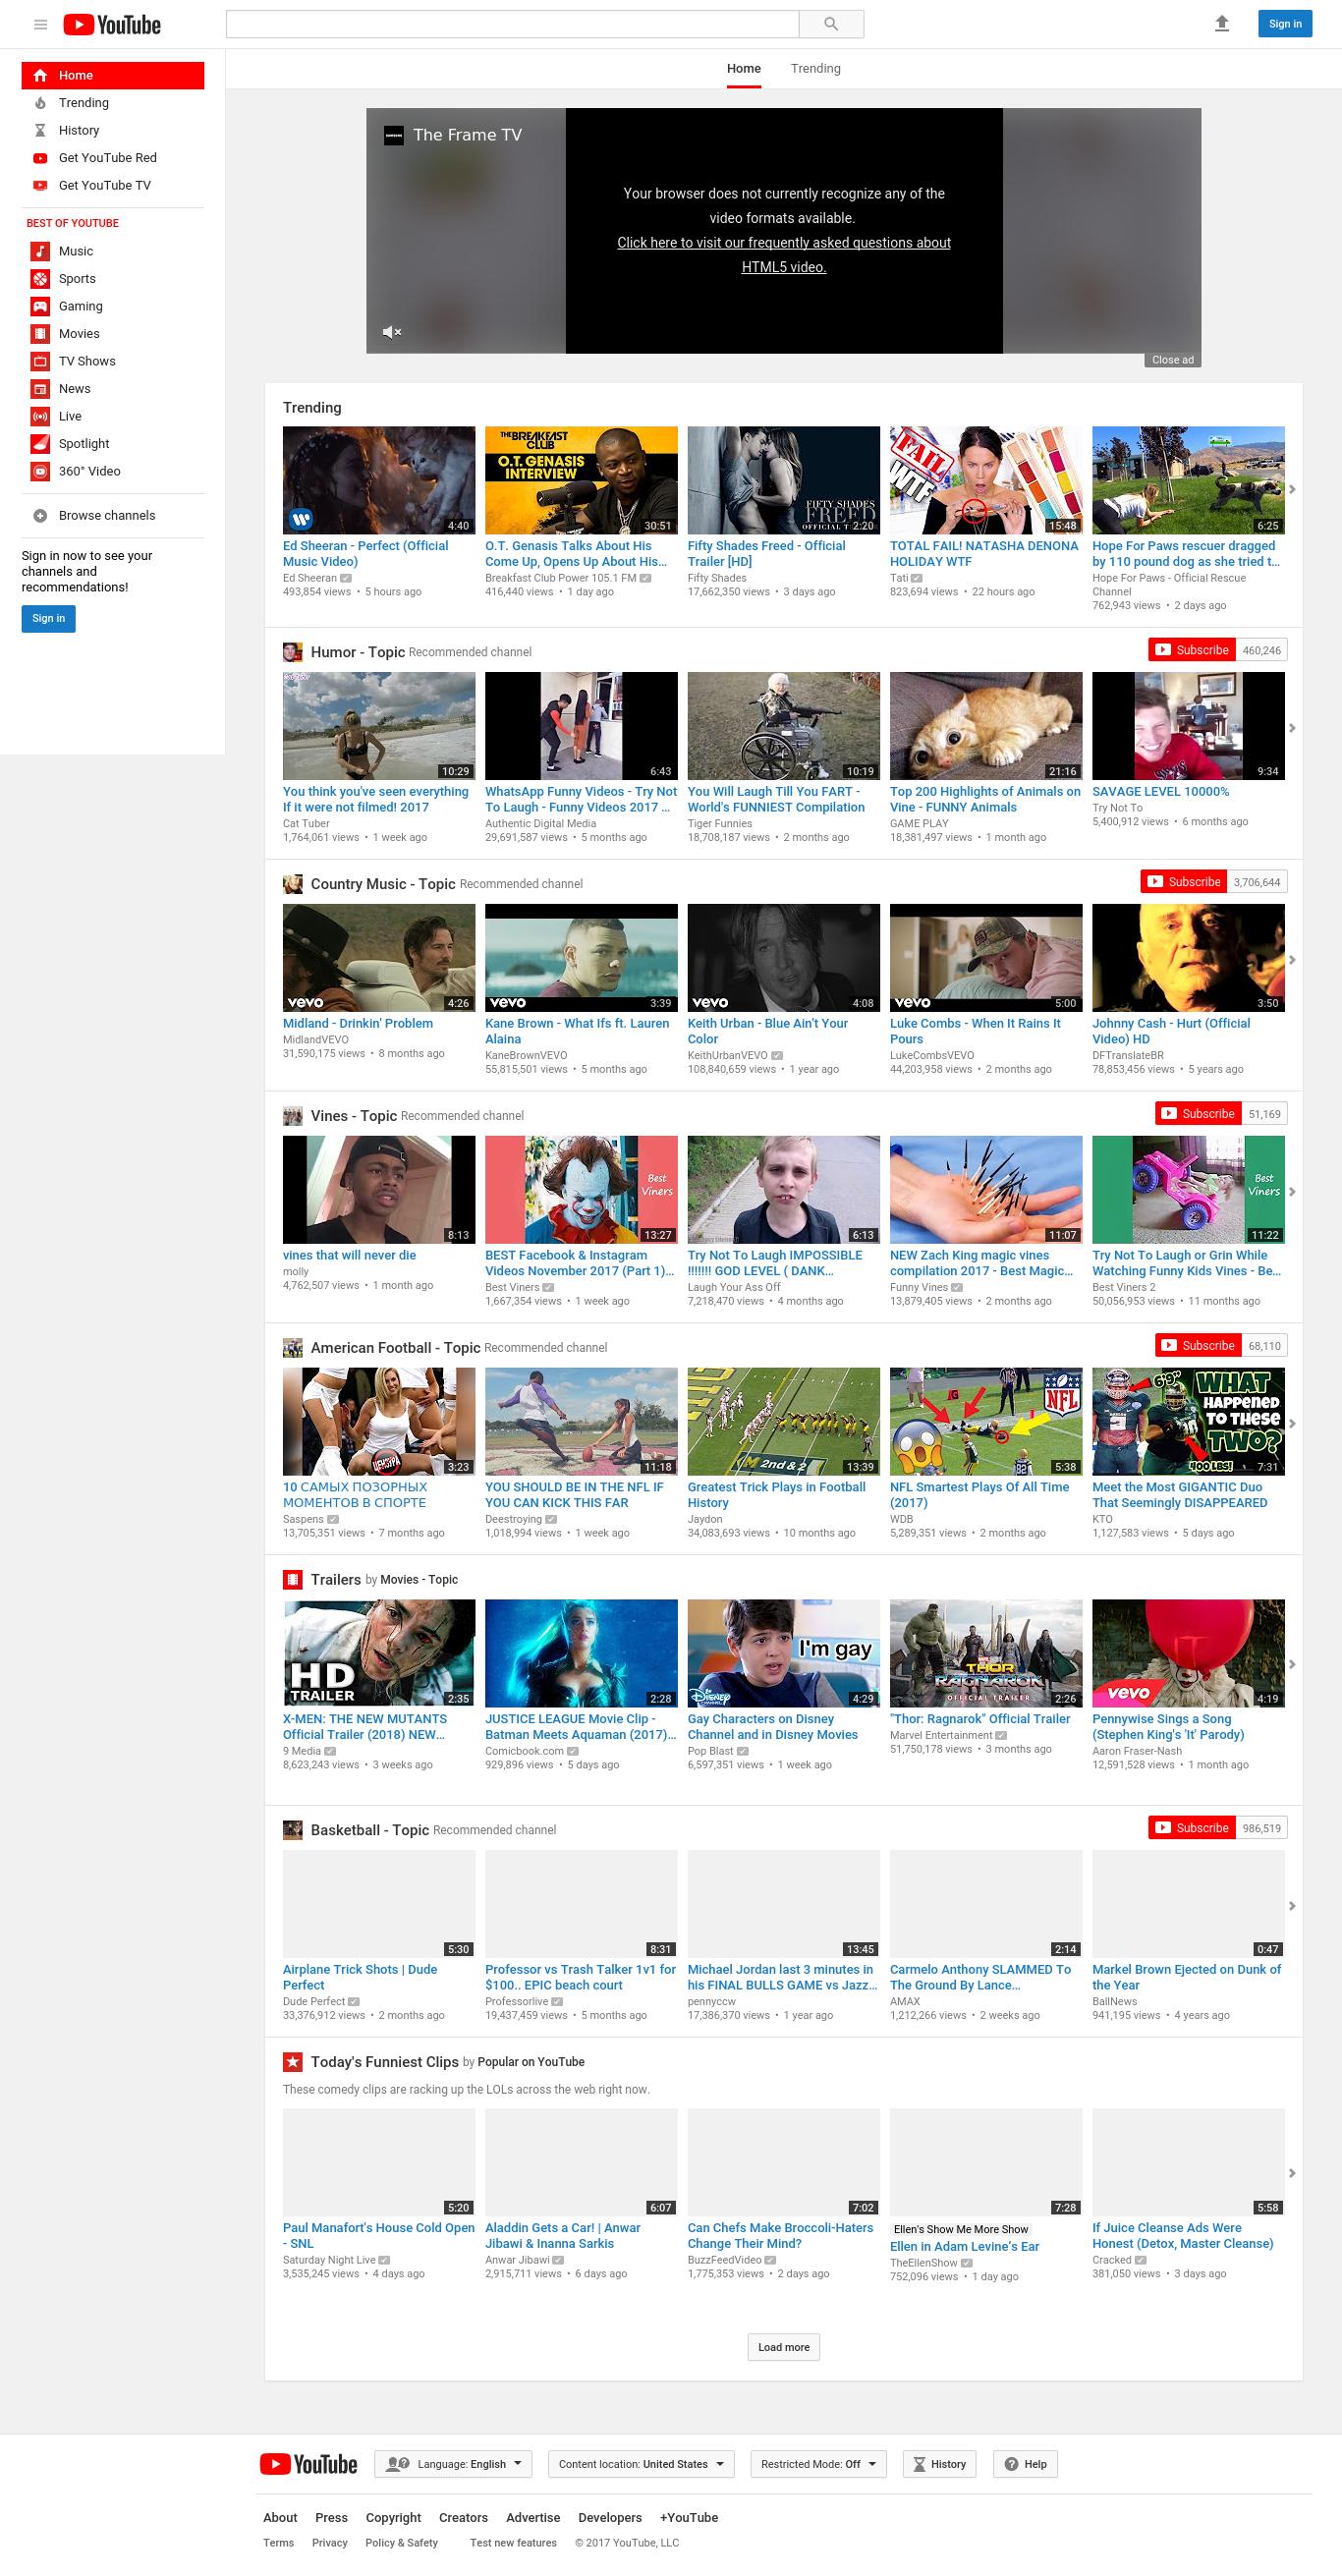 YouTube
Sign in
Home
Trending
History
Get YouTube Red
Get YouTube TV
BEST OF YOUTUBE
Music
Sports
Gaming
Movies
TV Shows
News
Live
Spotlight
360° Video
Browse channels
Sign in now to see your
channels and
recommendations!
Sign in
Home Trending
The Frame TV
Your browser does not currently recognize any of the
video formats available.
Click here to visit our frequently asked questions about
HTML5 video.
Close ad
Trending
4:40
THE BREAKFAST CLUB
O.T. GENASIS
INTERVIEW
30:51
FIFTY SHADES
FREED
2:20
FAIL
WTF
15:48
6:25
Ed Sheeran - Perfect (Official
Music Video)
Ed Sheeran
493,854 views • 5 hours ago
O.T. Genasis Talks About His
Come Up, Opens Up About His...
Breakfast Club Power 105.1 FM
416,440 views • 1 day ago
Fifty Shades Freed - Official
Trailer [HD]
Fifty Shades
17,662,350 views • 3 days ago
TOTAL FAIL! NATASHA DENONA
HOLIDAY WTF
Tati
823,694 views • 22 hours ago
Hope For Paws rescuer dragged
by 110 pound dog as she tried t...
Hope For Paws - Official Rescue
Channel
762,943 views • 2 days ago
Humor - Topic Recommended channel
Subscribe 460,246
10:29
6:43
10:19
21:16
9:34
You think you've seen everything
If it were not filmed! 2017
Cat Tuber
1,764,061 views • 1 week ago
WhatsApp Funny Videos - Try Not
To Laugh - Funny Videos 2017 ...
Authentic Digital Media
29,691,587 views • 5 months ago
You Will Laugh Till You FART -
World's FUNNIEST Compilation
Tiger Funnies
18,708,187 views • 2 months ago
Top 200 Highlights of Animals on
Vine - FUNNY Animals
GAME PLAY
18,381,497 views • 1 month ago
SAVAGE LEVEL 10000%
Try Not To
5,400,912 views • 6 months ago
Country Music - Topic Recommended channel
Subscribe 3,706,644
vevo 4:26
vevo 3:39
vevo 4:08
vevo 5:00
3:50
Midland - Drinkin' Problem
MidlandVEVO
31,590,175 views • 8 months ago
Kane Brown - What Ifs ft. Lauren
Alaina
KaneBrownVEVO
55,815,501 views • 5 months ago
Keith Urban - Blue Ain't Your
Color
KeithUrbanVEVO
108,840,659 views • 1 year ago
Luke Combs - When It Rains It
Pours
LukeCombsVEVO
44,203,958 views • 2 months ago
Johnny Cash - Hurt (Official
Video) HD
DFTranslateBR
78,853,456 views • 5 years ago
Vines - Topic Recommended channel
Subscribe 51,169
8:13
Best
Viners
13:27
6:13
11:07
Best
Viners
11:22
vines that will never die
molly
4,762,507 views • 1 month ago
BEST Facebook & Instagram
Videos November 2017 (Part 1)...
Best Viners
1,667,354 views • 1 week ago
Try Not To Laugh IMPOSSIBLE
!!!!!!! GOD LEVEL ( DANK...
Laugh Your Ass Off
7,218,470 views • 4 months ago
NEW Zach King magic vines
compilation 2017 - Best Magic...
Funny Vines
13,879,405 views • 2 months ago
Try Not To Laugh or Grin While
Watching Funny Kids Vines - Be...
Best Viners 2
50,056,953 views • 11 months ago
American Football - Topic Recommended channel
Subscribe 68,110
3:23
11:18
2nd & 2
13:39
NFL
5:38
6'9"
WHAT
HAPPENED
TO THESE
TWO?
400LBS!
7:31
10 САМЫХ ПОЗОРНЫХ
МОМЕНТОВ В СПОРТЕ
Saspens
13,705,351 views • 7 months ago
YOU SHOULD BE IN THE NFL IF
YOU CAN KICK THIS FAR
Deestroying
1,018,994 views • 1 week ago
Greatest Trick Plays in Football
History
Jaydon
34,083,693 views • 10 months ago
NFL Smartest Plays Of All Time
(2017)
WDB
5,289,351 views • 2 months ago
Meet the Most GIGANTIC Duo
That Seemingly DISAPPEARED
KTO
1,127,583 views • 5 days ago
Trailers by Movies - Topic
HD
TRAILER
2:35
2:28
I'm gay
Disney
4:29
THOR
RAGNAROK
OFFICIAL TRAILER
2:26
vevo 4:19
X-MEN: THE NEW MUTANTS
Official Trailer (2018) NEW...
9 Media
8,623,243 views • 3 weeks ago
JUSTICE LEAGUE Movie Clip -
Batman Meets Aquaman (2017)...
Comicbook.com
929,896 views • 5 days ago
Gay Characters on Disney
Channel and in Disney Movies
Pop Blast
6,597,351 views • 1 week ago
"Thor: Ragnarok" Official Trailer
Marvel Entertainment
51,750,178 views • 3 months ago
Pennywise Sings a Song
(Stephen King's 'It' Parody)
Aaron Fraser-Nash
12,591,528 views • 1 month ago
Basketball - Topic Recommended channel
Subscribe 986,519
5:30
8:31
13:45
2:14
0:47
Airplane Trick Shots | Dude
Perfect
Dude Perfect
33,376,912 views • 2 months ago
Professor vs Trash Talker 1v1 for
$100.. EPIC beach court
Professorlive
19,437,459 views • 5 months ago
Michael Jordan last 3 minutes in
his FINAL BULLS GAME vs Jazz...
pennyccw
17,386,370 views • 1 year ago
Carmelo Anthony SLAMMED To
The Ground By Lance...
AMAX
1,212,266 views • 2 weeks ago
Markel Brown Ejected on Dunk of
the Year
BallNews
941,195 views • 4 years ago
Today's Funniest Clips by Popular on YouTube
These comedy clips are racking up the LOLs across the web right now.
5:20
6:07
7:02
7:28
5:58
Paul Manafort's House Cold Open
- SNL
Saturday Night Live
3,535,245 views • 4 days ago
Aladdin Gets a Car! | Anwar
Jibawi & Inanna Sarkis
Anwar Jibawi
2,915,711 views • 6 days ago
Can Chefs Make Broccoli-Haters
Change Their Mind?
BuzzFeedVideo
1,775,353 views • 2 days ago
Ellen's Show Me More Show
Ellen in Adam Levine's Ear
TheEllenShow
752,096 views • 1 day ago
If Juice Cleanse Ads Were
Honest (Detox, Master Cleanse)
Cracked
381,050 views • 3 days ago
Load more
YouTube
Language: English
Content location: United States
Restricted Mode: Off
History
Help
About Press Copyright Creators Advertise Developers +YouTube
Terms Privacy Policy & Safety Test new features © 2017 YouTube, LLC